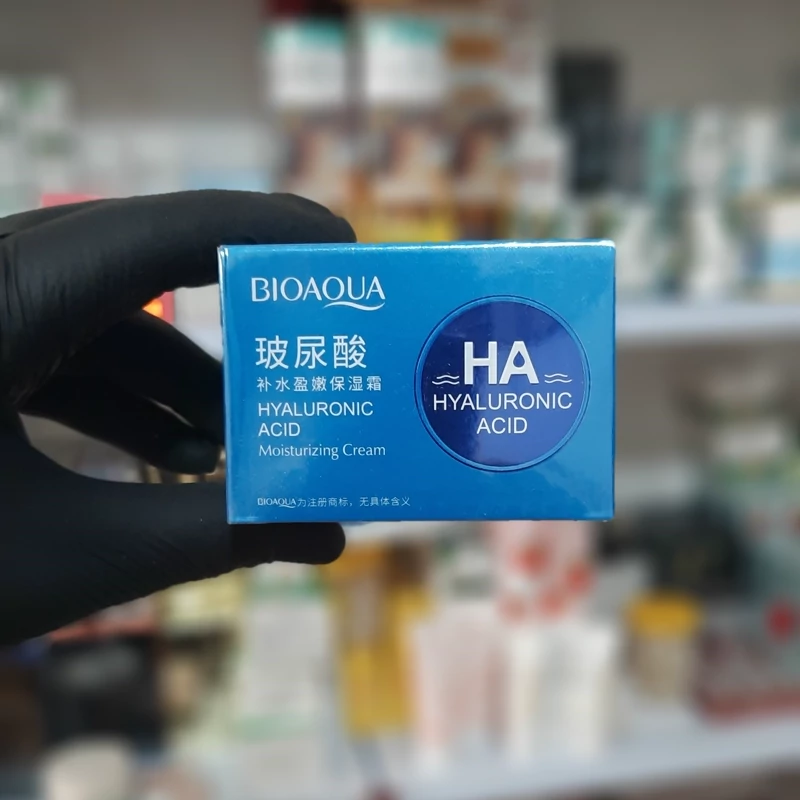 BIOAQUA
玻尿酸
补水盈嫩保湿霜
HYALURONIC
ACID
Moisturizing Cream
BIOAQUA为注册商标，无具体含义
HA
HYALURONIC
ACID